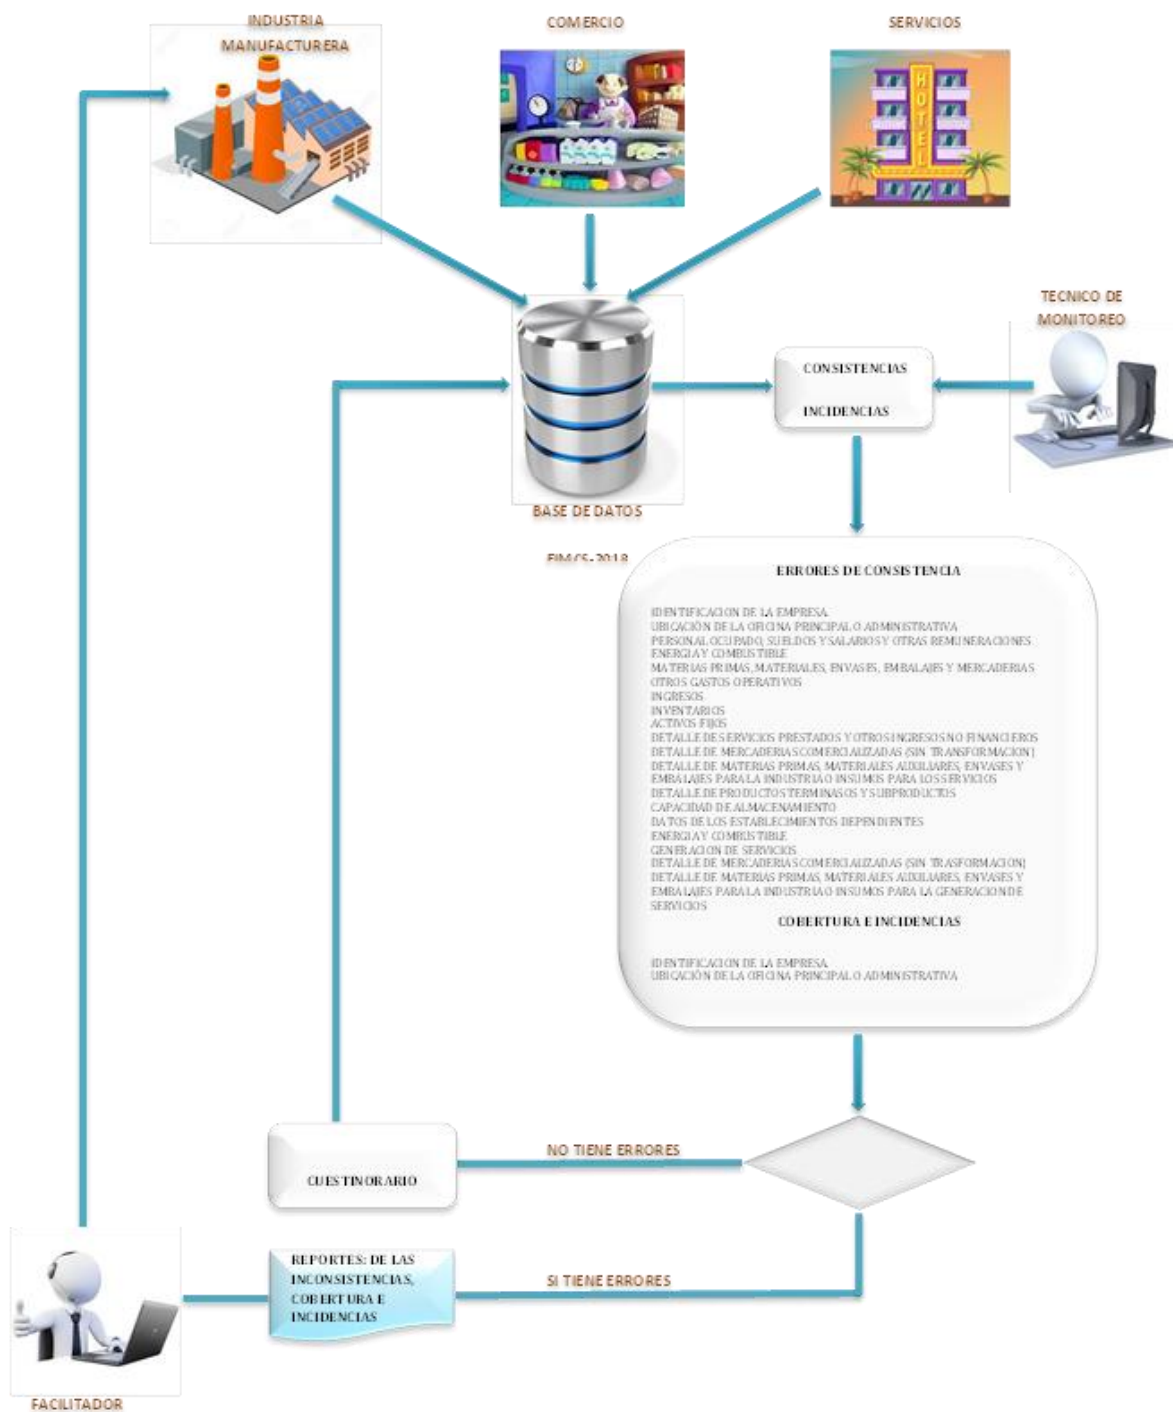 INDUSTRIA
MANUFACTURERA
COMERCIO
SERVICIOS
HOTEL
TECNICO DE
MONITOREO
CONSISTENCIAS
INCIDENCIAS
BASE DE DATOS
EIMCS-2018
ERRORES DE CONSISTENCIA
IDENTIFICACION DE LA EMPRESA
UBICACIÓN DE LA OFICINA PRINCIPAL O ADMINISTRATIVA
PERSONAL OCUPADO, SUELDOS Y SALARIOS Y OTRAS REMUNERACIONES
ENERGIA Y COMBUSTIBLE
MATERIAS PRIMAS, MATERIALES, ENVASES, EMBALAJES Y MERCADERIAS
OTROS GASTOS OPERATIVOS
INGRESOS
INVENTARIOS
ACTIVOS FIJOS
DETALLE DE SERVICIOS PRESTADOS Y OTROS INGRESOS NO FINANCIEROS
DETALLE DE MERCADERIAS COMERCIALIZADAS (SIN TRANSFORMACION)
DETALLE DE MATERIAS PRIMAS, MATERIALES AUXILIARES, ENVASES Y
EMBALAJES PARA LA INDUSTRIA O INSUMOS PARA LOS SERVICIOS
DETALLE DE PRODUCTOS TERMINASOS Y SUBPRODUCTOS
CAPACIDAD DE ALMACENAMIENTO
DATOS DE LOS ESTABLECIMIENTOS DEPENDIENTES
ENERGIA Y COMBUSTIBLE
GENERACION DE SERVICIOS
DETALLE DE MERCADERIAS COMERCIALIZADAS (SIN TRASFORMACION)
DETALLE DE MATERIAS PRIMAS, MATERIALES AUXILIARES, ENVASES Y
EMBALAJES PARA LA INDUSTRIA O INSUMOS PARA LA GENERACION DE
SERVICIOS
COBERTURA E INCIDENCIAS
IDENTIFICACION DE LA EMPRESA
UBICACIÓN DE LA OFICINA PRINCIPAL O ADMINISTRATIVA
NO TIENE ERRORES
CUESTINORARIO
REPORTES: DE LAS
INCONSISTENCIAS,
COBERTURA E
INCIDENCIAS
SI TIENE ERRORES
FACILITADOR